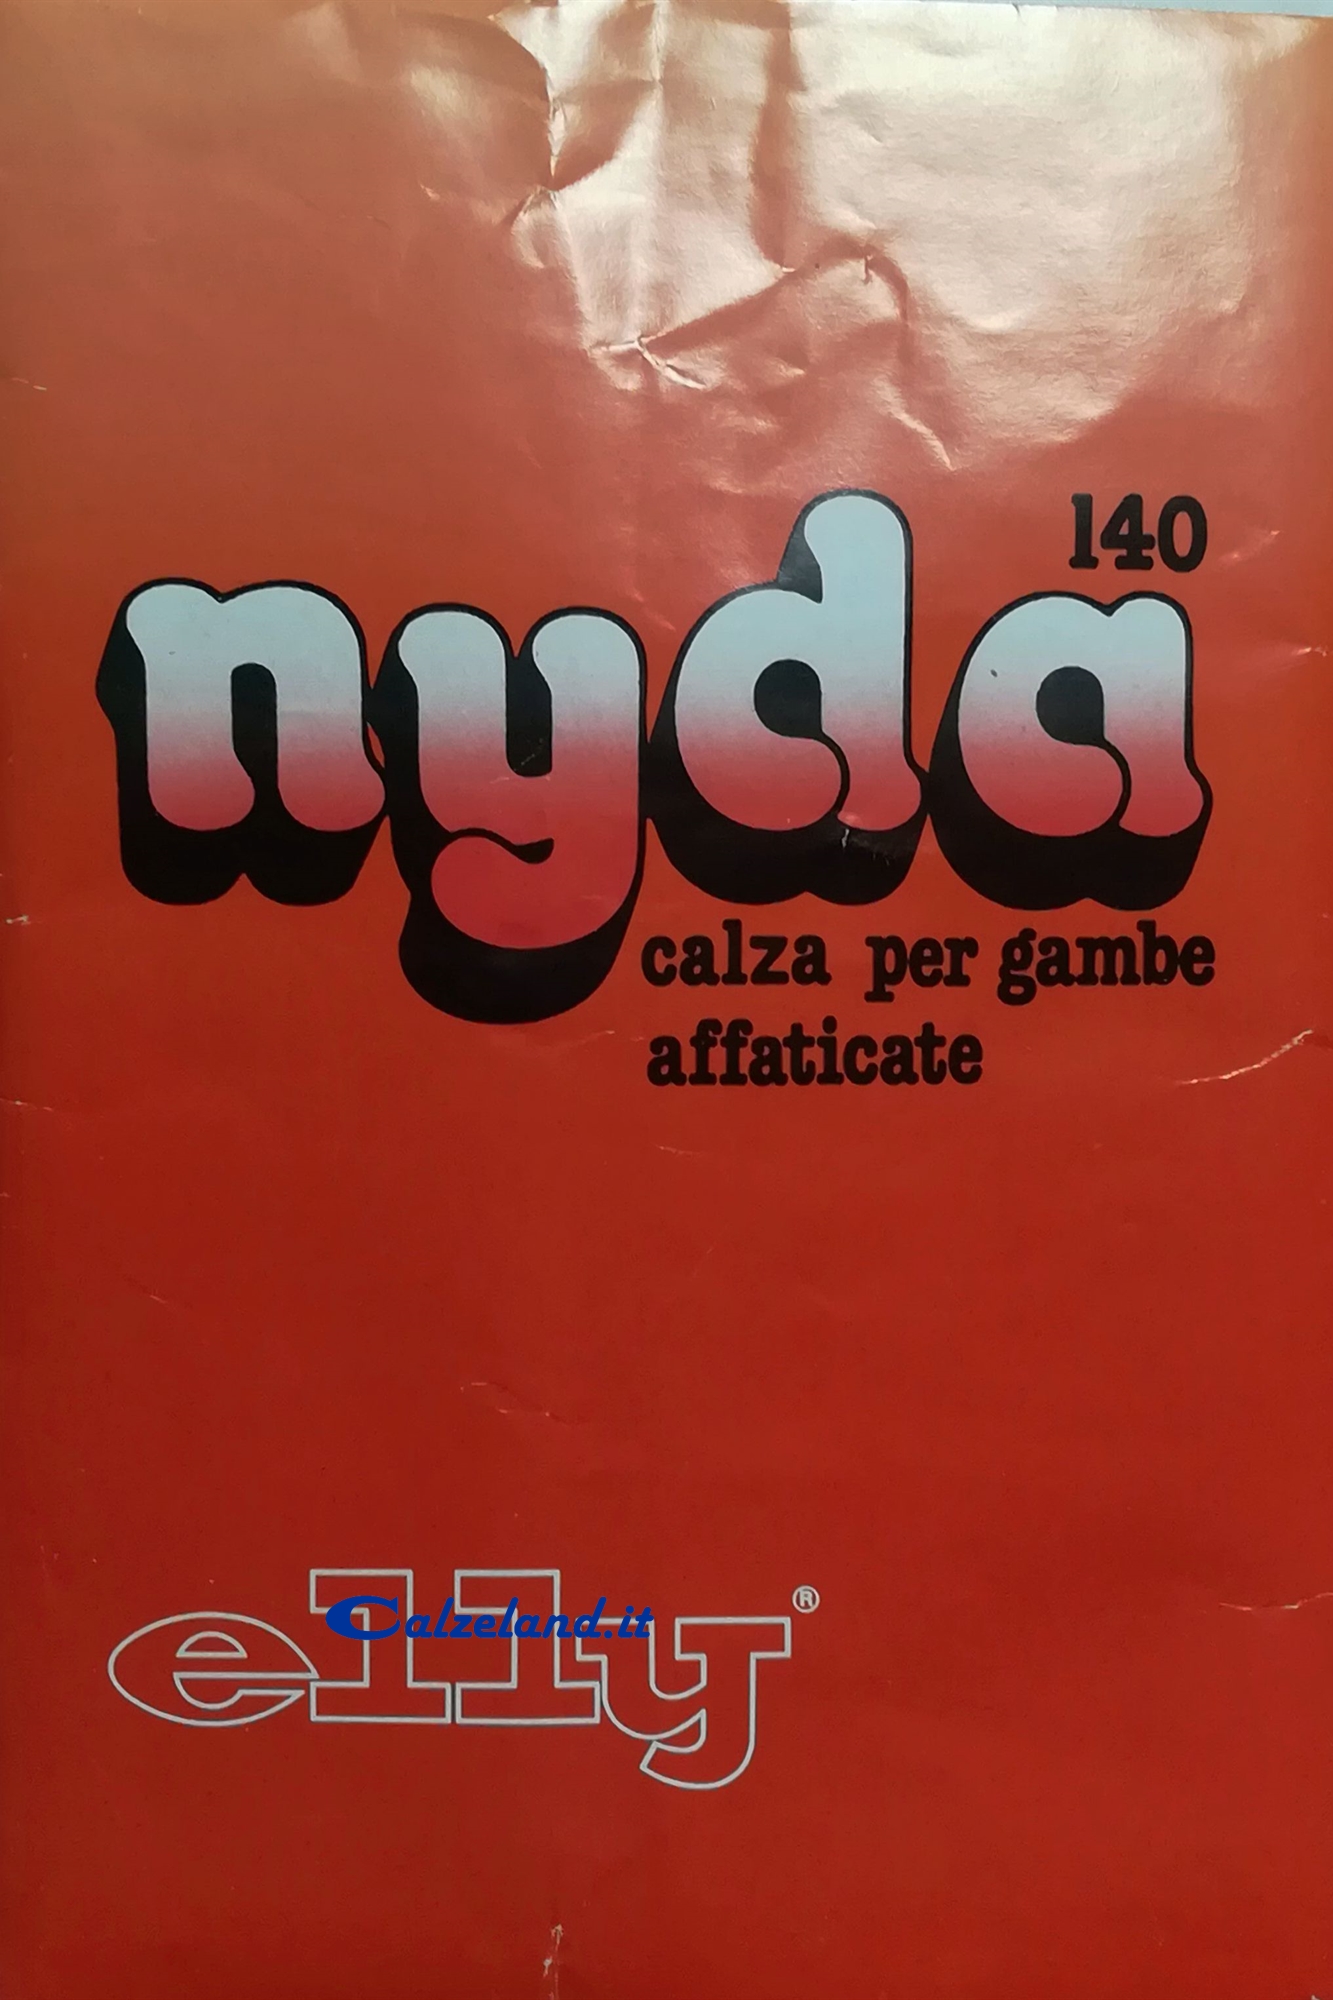 140
nyda
calza per gambe
affaticate
elly®
Calzeland.it